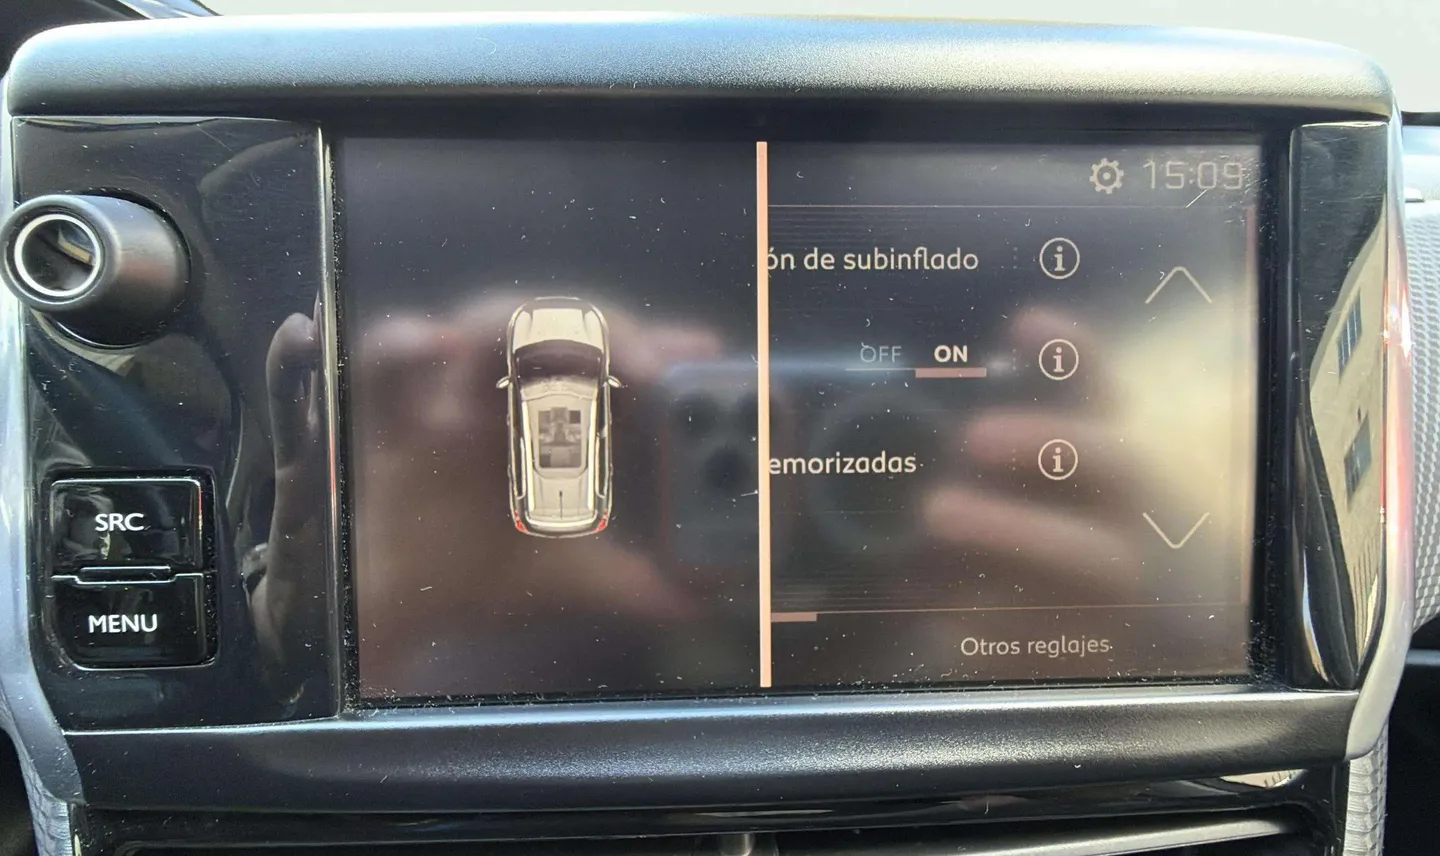 15:09
ón de subinflado
OFF ON
emorizadas
Otros reglajes
SRC
MENU